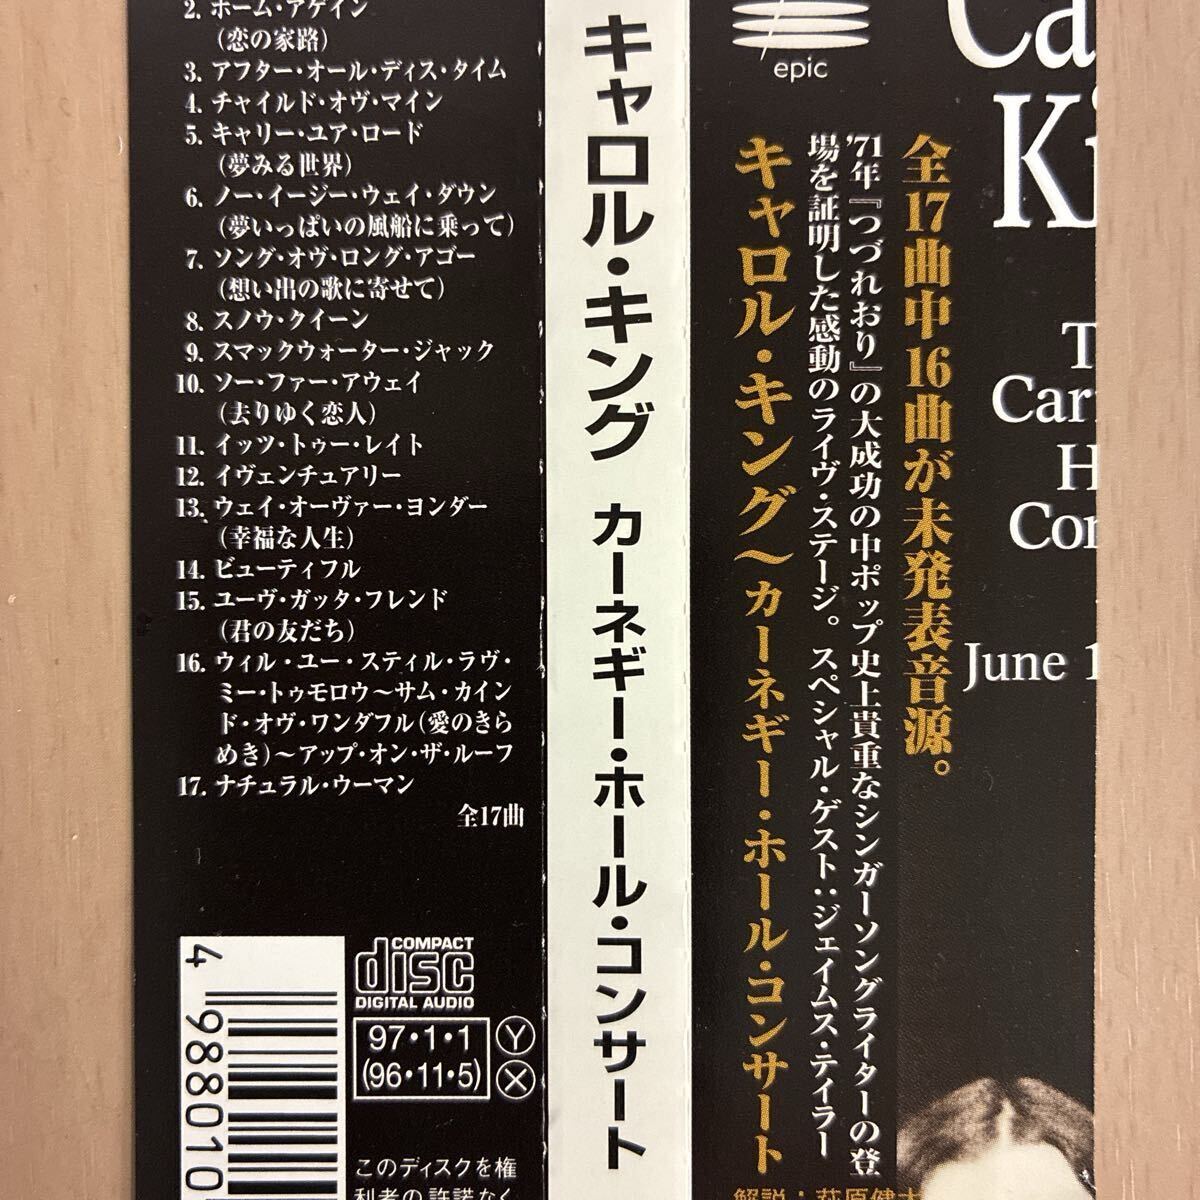 2. ホーム・アゲイン
(恋の家路)
3. アフター・オール・ディス・タイム
4. チャイルド・オヴ・マイン
5. キャリー・ユア・ロード
(夢みる世界)
6. ノー・イージー・ウェイ・ダウン
(夢いっぱいの風船に乗って)
7. ソング・オヴ・ロング・アゴー
(想い出の歌に寄せて)
8. スノウ・クイーン
9. スマックウォーター・ジャック
10. ソー・ファー・アウェイ
(去りゆく恋人)
11. イッツ・トゥー・レイト
12. イヴェンチュアリー
13. ウェイ・オーヴァー・ヨンダー
(幸福な人生)
14. ビューティフル
15. ユーヴ・ガッタ・フレンド
(君の友だち)
16. ウィル・ユー・スティル・ラヴ・
ミー・トゥモロウ〜サム・カイン
ド・オヴ・ワンダフル(愛のきら
めき)〜アップ・オン・ザ・ルーフ
17. ナチュラル・ウーマン
全17曲
4 988010
COMPACT
disc
DIGITAL AUDIO
97・1・1
(96・11・5)
Y
X
このディスクを権
利者の許諾なく
キャロル・キング カーネギー・ホール・コンサート
epic
全17曲中16曲が未発表音源。
'71年『つづれおり』の大成功の中ポップ史上貴重なシンガーソングライターの登
場を証明した感動のライヴ・ステージ。スペシャル・ゲスト:ジェイムス・テイラー
キャロル・キング〜カーネギー・ホール・コンサート
解説:萩原健太
Ca
Ki
T
Car
H
Con
June 1